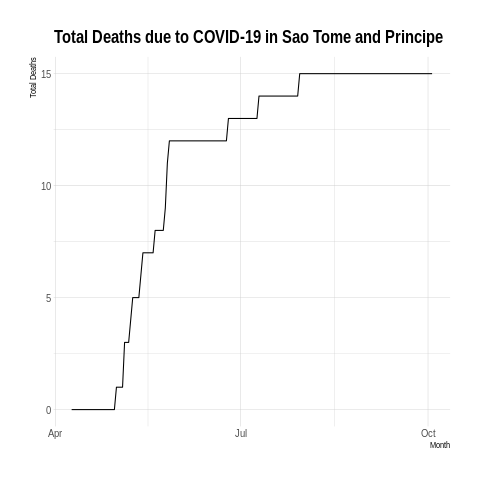 Total Deaths due to COVID-19 in Sao Tome and Principe
Total Deaths
15
10
5
0
Apr
Jul
Oct
Month